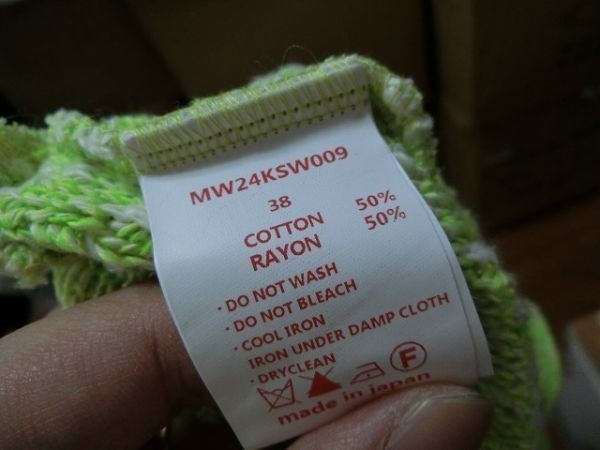 MW24KSW009
38
COTTON 50%
RAYON 50%
· DO NOT WASH
· DO NOT BLEACH
· COOL IRON
IRON UNDER DAMP CLOTH
· DRYCLEAN
F
made in japan